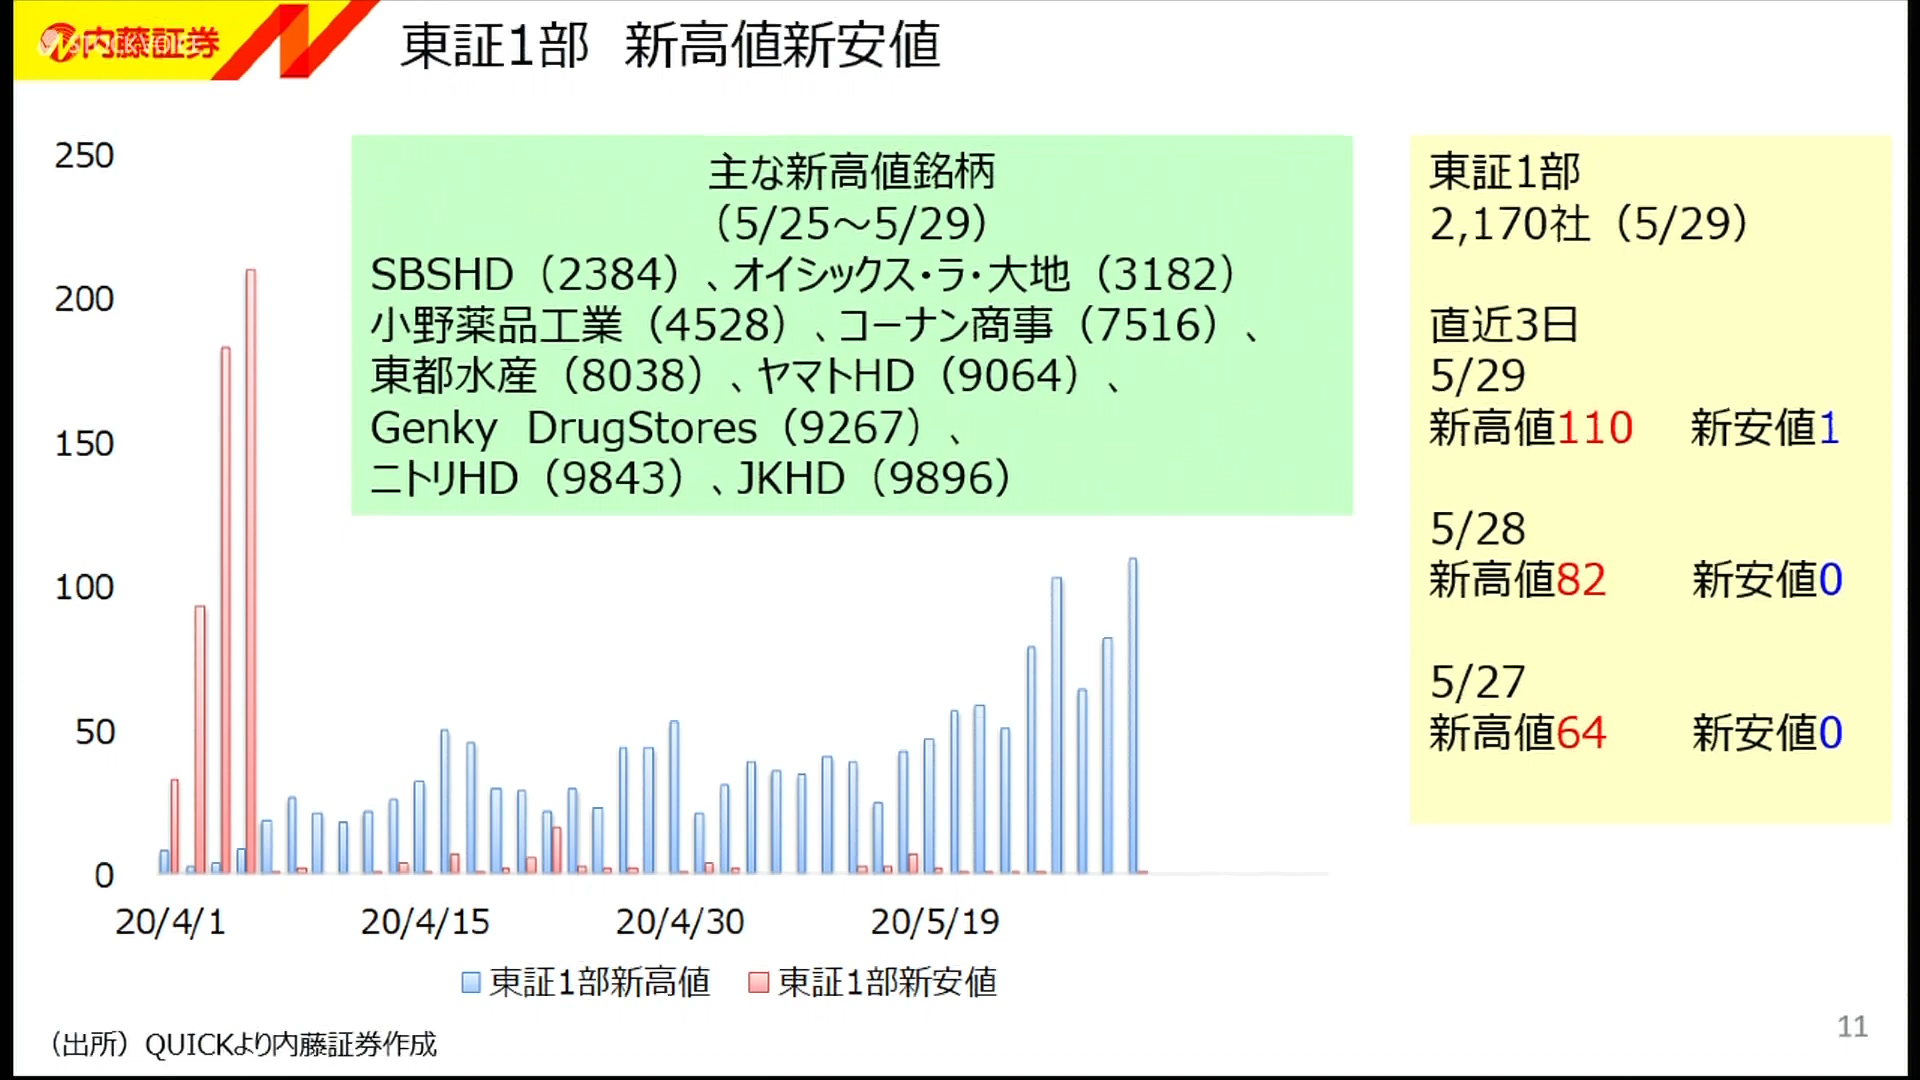 内藤証券
東証1部　新高値新安値
250
200
150
100
50
0
主な新高値銘柄
（5/25～5/29）
SBSHD（2384）、オイシックス・ラ・大地（3182）
小野薬品工業（4528）、コーナン商事（7516）、
東都水産（8038）、ヤマトHD（9064）、
Genky　DrugStores（9267）、
ニトリHD（9843）、JKHD（9896）
東証1部
2,170社（5/29）
直近3日
5/29
新高値110　新安値1
5/28
新高値82　新安値0
5/27
新高値64　新安値0
20/4/1 20/4/15 20/4/30 20/5/19
東証1部新高値 東証1部新安値
（出所）QUICKより内藤証券作成
11